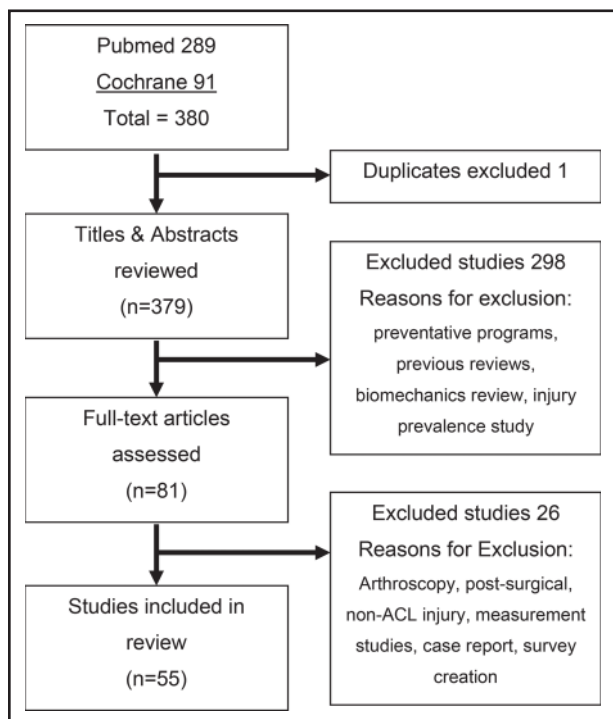 Pubmed 289
Cochrane 91
Total = 380
Duplicates excluded 1
Titles & Abstracts
reviewed
(n=379)
Excluded studies 298
Reasons for exclusion:
preventative programs,
previous reviews,
biomechanics review, injury
prevalence study
Full-text articles
assessed
(n=81)
Excluded studies 26
Reasons for Exclusion:
Arthroscopy, post-surgical,
non-ACL injury, measurement
studies, case report, survey
creation
Studies included in
review
(n=55)